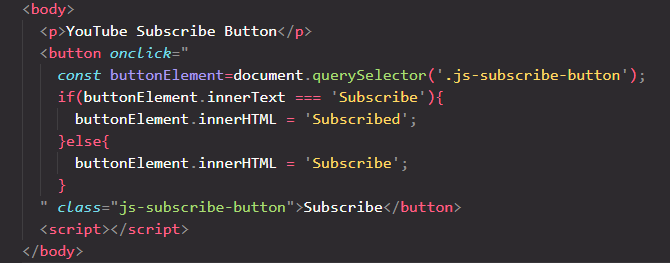 <body>
<p>YouTube Subscribe Button</p>
<button onclick="
const buttonElement=document.querySelector('.js-subscribe-button');
if(buttonElement.innerText === 'Subscribe'){
buttonElement.innerHTML = 'Subscribed';
}else{
buttonElement.innerHTML = 'Subscribe';
}
" class="js-subscribe-button">Subscribe</button>
<script></script>
</body>